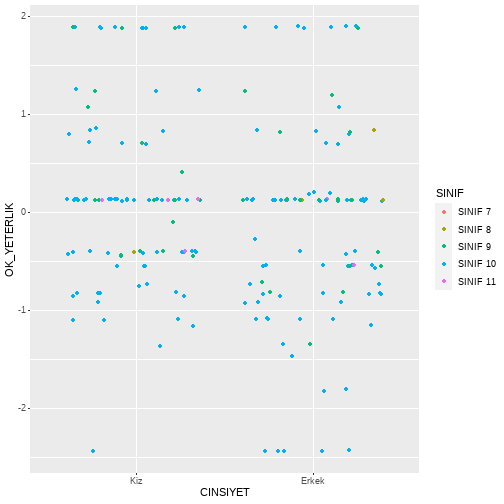 OK_YETERLIK
2
1
0
-1
-2
Kiz
Erkek
CINSIYET
SINIF
SINIF 7
SINIF 8
SINIF 9
SINIF 10
SINIF 11